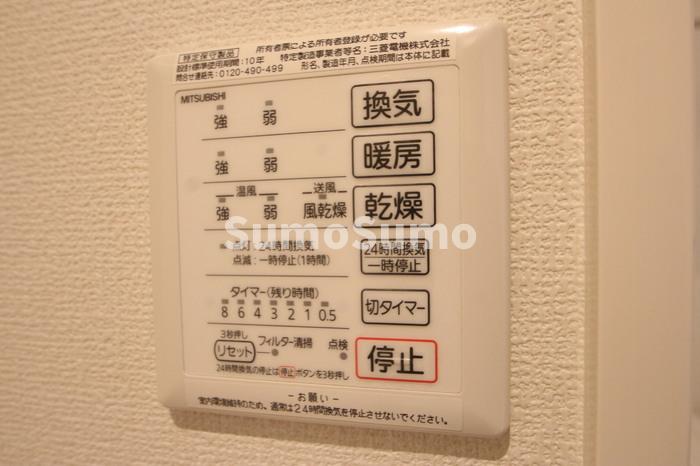 所有者票による所有者登録が必要です
特定保守製品
設計標準使用期間:10年 特定製造事業者等名:三菱電機株式会社
問合せ連絡先:0120-490-499 形名、製造年月、点検期間は本体に記載
MITSUBISHI
強 弱 換気
強 弱 暖房
温風 送風
強 弱 風乾燥 乾燥
SumoSumo
点灯:24時間換気 24時間換気
点滅:一時停止(1時間) 一時停止
タイマー(残り時間)
8 6 4 3 2 1 0.5 切タイマー
3秒押し
リセット フィルター清掃 点検 停止
24時間換気の停止は停止ボタンを3秒押し
-お願い-
室内環境維持のため、通常は24時間換気を停止させないでください。